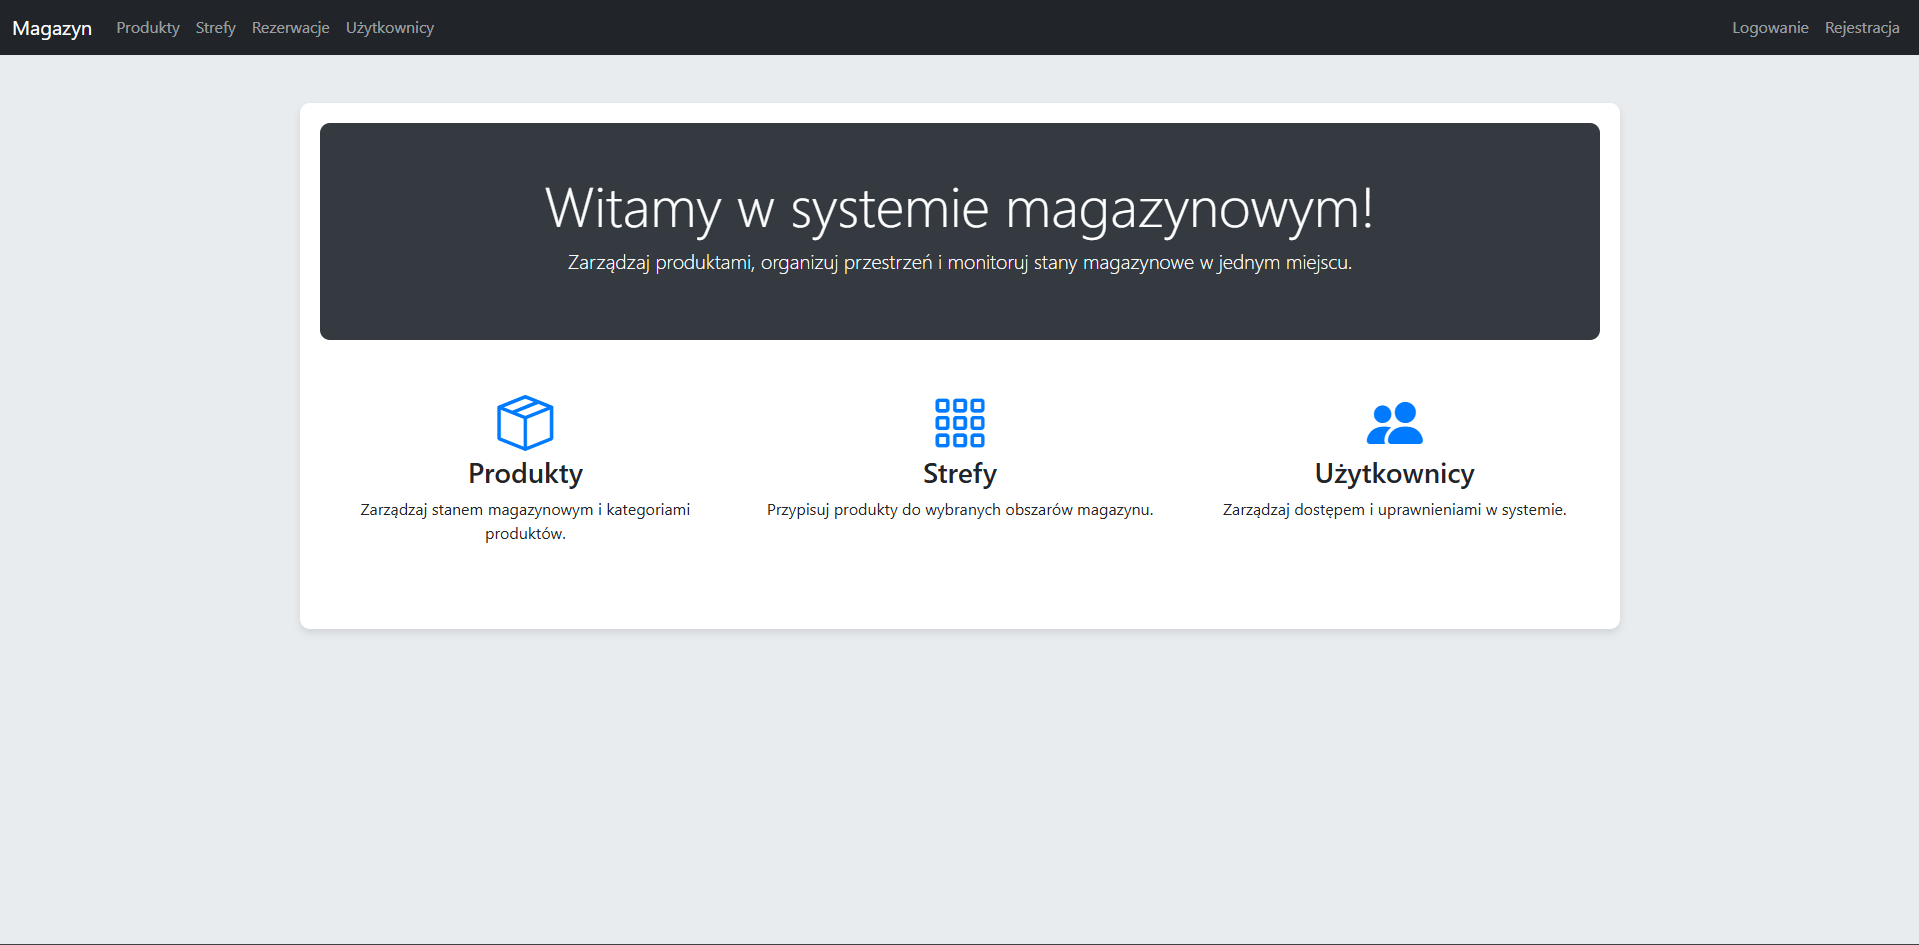 Magazyn Produkty Strefy Rezerwacje Użytkownicy Logowanie Rejestracja
Witamy w systemie magazynowym!
Zarządzaj produktami, organizuj przestrzeń i monitoruj stany magazynowe w jednym miejscu.
Produkty
Zarządzaj stanem magazynowym i kategoriami
produktów.
Strefy
Przypisuj produkty do wybranych obszarów magazynu.
Użytkownicy
Zarządzaj dostępem i uprawnieniami w systemie.